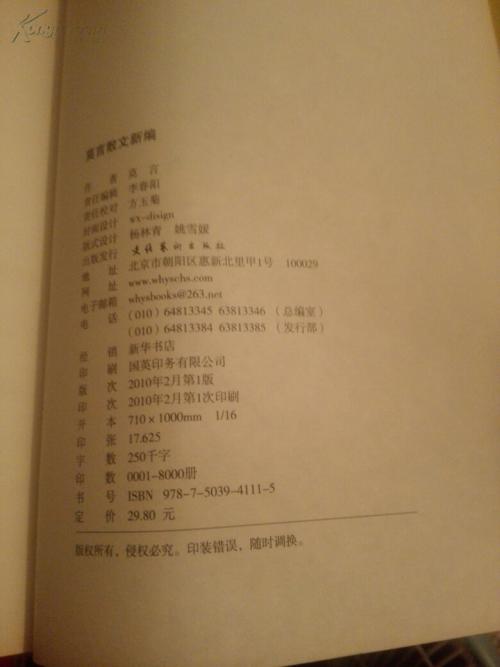 莫言散文新编
作 者 莫 言
责任编辑 李春阳
责任校对 方玉菊
封面设计 wx-disign
版式设计 杨林青 姚雪媛
出版发行 文化艺术出版社
地 址 北京市朝阳区惠新北里甲1号 100029
网 址 www.whyschs.com
电子邮箱 whysbooks@263.net
电 话 (010) 64813345 63813346 (总编室)
(010) 64813384 63813385 (发行部)
经 销 新华书店
印 刷 国英印务有限公司
版 次 2010年2月第1版
印 次 2010年2月第1次印刷
开 本 710×1000mm 1/16
印 张 17.625
字 数 250千字
印 数 0001-8000册
书 号 ISBN 978-7-5039-4111-5
定 价 29.80 元
版权所有，侵权必究。印装错误，随时调换。